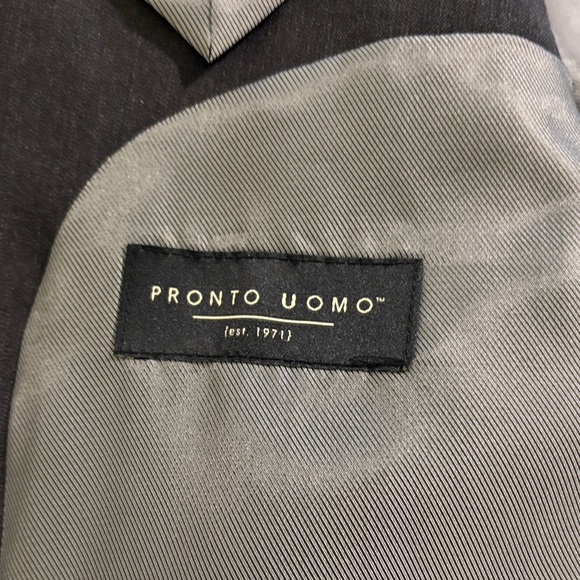 PRONTO UOMO™
{est. 1971}